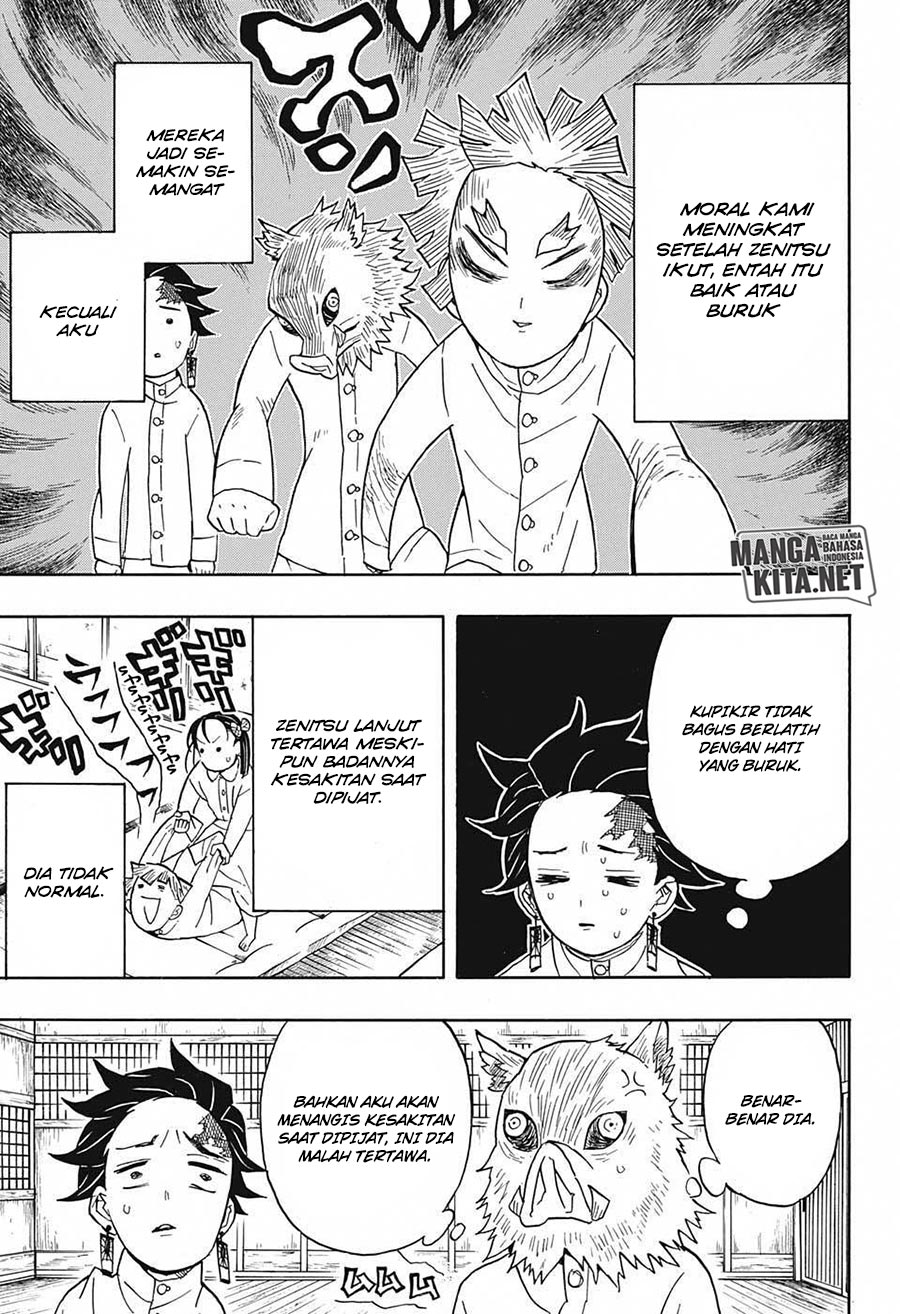 MORAL KAMI
MENINGKAT
SETELAH ZENITSU
IKUT, ENTAH ITU
BAIK ATAU
BURUK
MEREKA
JADI SE-
MAKIN SE-
MANGAT
KECUALI
AKU
MANGA
KITA.NET
BACA MANGA
BAHASA
INDONESIA
KUPIKIR TIDAK
BAGUS BERLATIH
DENGAN HATI
YANG BURUK.
ZENITSU LANJUT
TERTAWA MESKI-
PUN BADANNYA
KESAKITAN SAAT
DIPIJAT.
DIA TIDAK
NORMAL.
BENAR-
BENAR DIA.
BAHKAN AKU AKAN
MENANGIS KESAKITAN
SAAT DIPIJAT, INI DIA
MALAH TERTAWA.